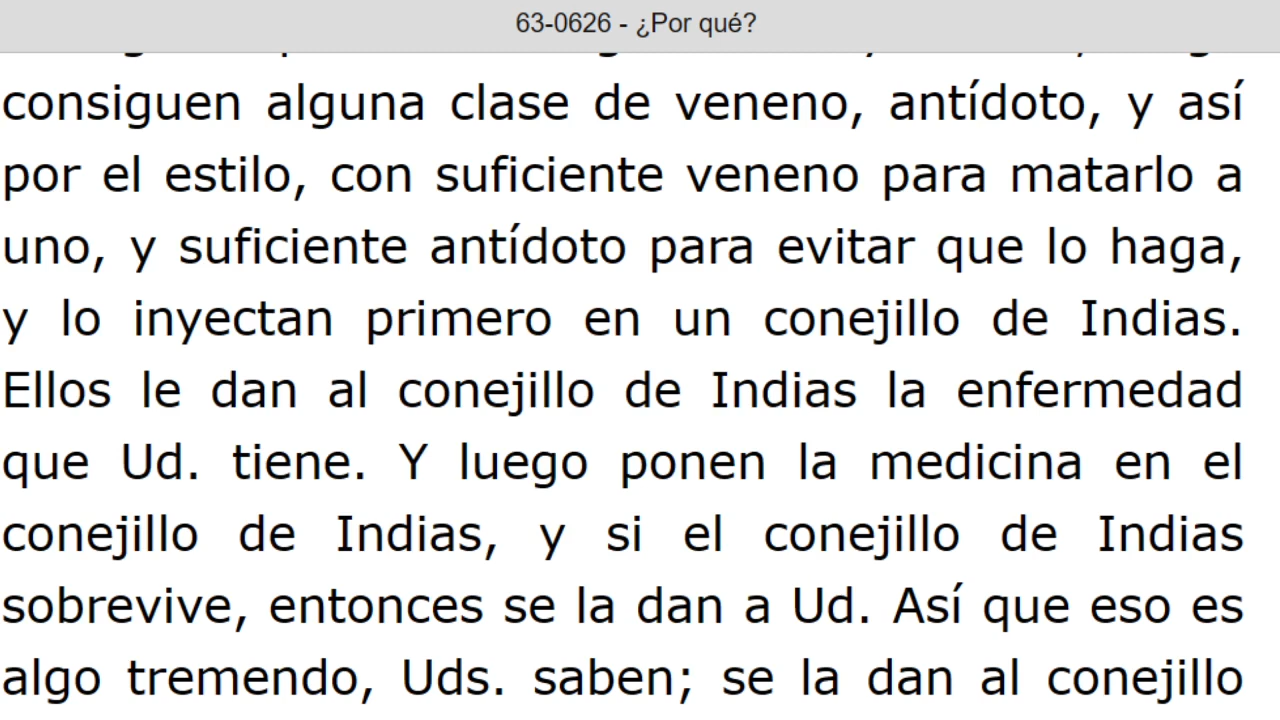 63-0626 - ¿Por qué?
consiguen alguna clase de veneno, antídoto, y así
por el estilo, con suficiente veneno para matarlo a
uno, y suficiente antídoto para evitar que lo haga,
y lo inyectan primero en un conejillo de Indias.
Ellos le dan al conejillo de Indias la enfermedad
que Ud. tiene. Y luego ponen la medicina en el
conejillo de Indias, y si el conejillo de Indias
sobrevive, entonces se la dan a Ud. Así que eso es
algo tremendo, Uds. saben; se la dan al conejillo